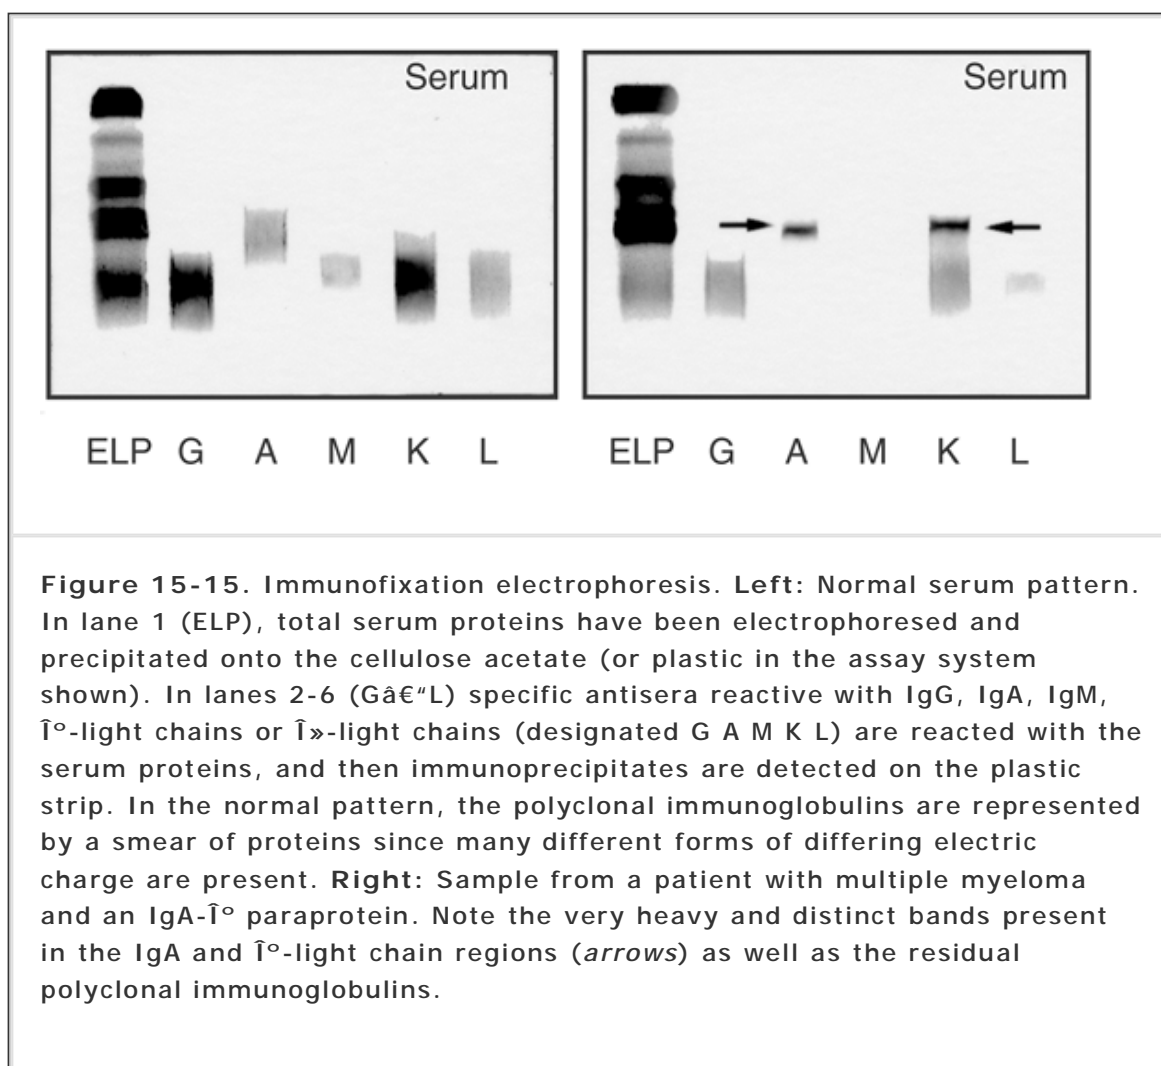 Serum Serum
ELP G A M K L ELP G A M K L
Figure 15-15. Immunofixation electrophoresis. Left: Normal serum pattern.
In lane 1 (ELP), total serum proteins have been electrophoresed and
precipitated onto the cellulose acetate (or plastic in the assay system
shown). In lanes 2-6 (Gâ€“L) specific antisera reactive with IgG, IgA, IgM,
Îº-light chains or Î»-light chains (designated G A M K L) are reacted with the
serum proteins, and then immunoprecipitates are detected on the plastic
strip. In the normal pattern, the polyclonal immunoglobulins are represented
by a smear of proteins since many different forms of differing electric
charge are present. Right: Sample from a patient with multiple myeloma
and an IgA-Îº paraprotein. Note the very heavy and distinct bands present
in the IgA and Îº-light chain regions (arrows) as well as the residual
polyclonal immunoglobulins.